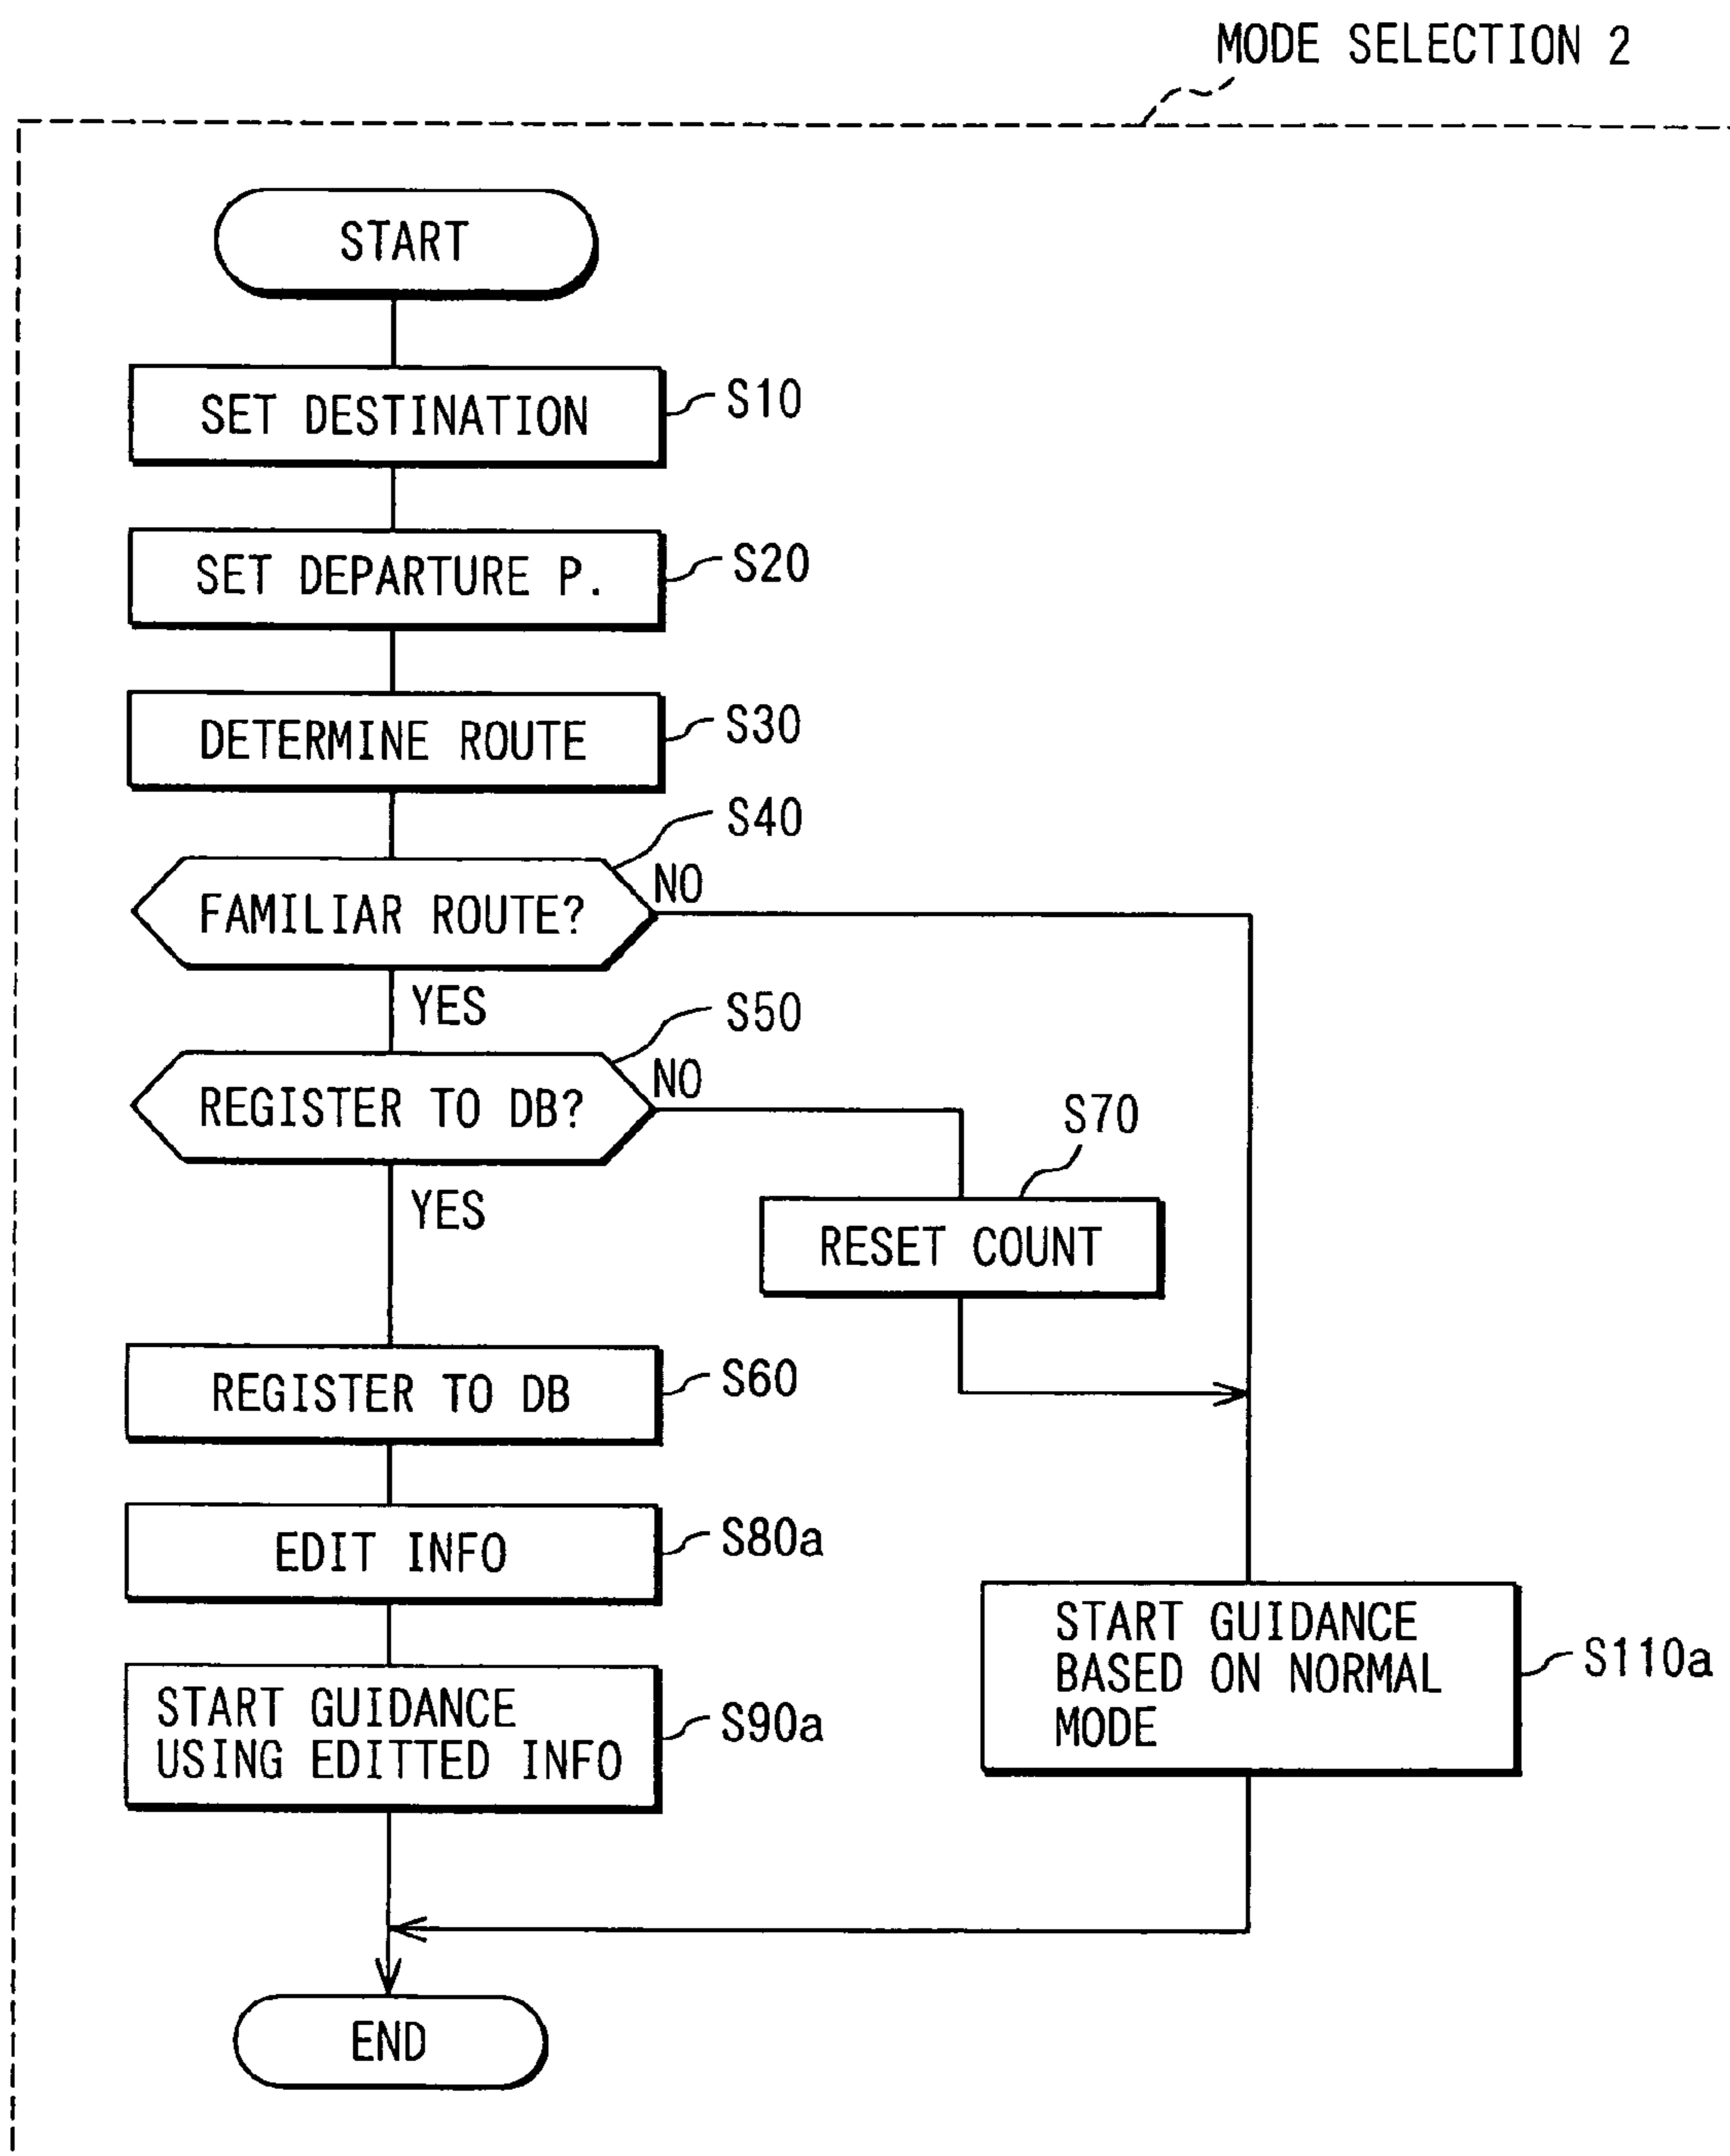 MODE SELECTION 2
START
SET DESTINATION
S10
SET DEPARTURE P.
S20
DETERMINE ROUTE
S30
S40
FAMILIAR ROUTE?
NO
YES
S50
REGISTER TO DB?
NO
YES
S70
RESET COUNT
REGISTER TO DB
S60
EDIT INFO
S80a
START GUIDANCE
USING EDITTED INFO
S90a
START GUIDANCE
BASED ON NORMAL
MODE
S110a
END